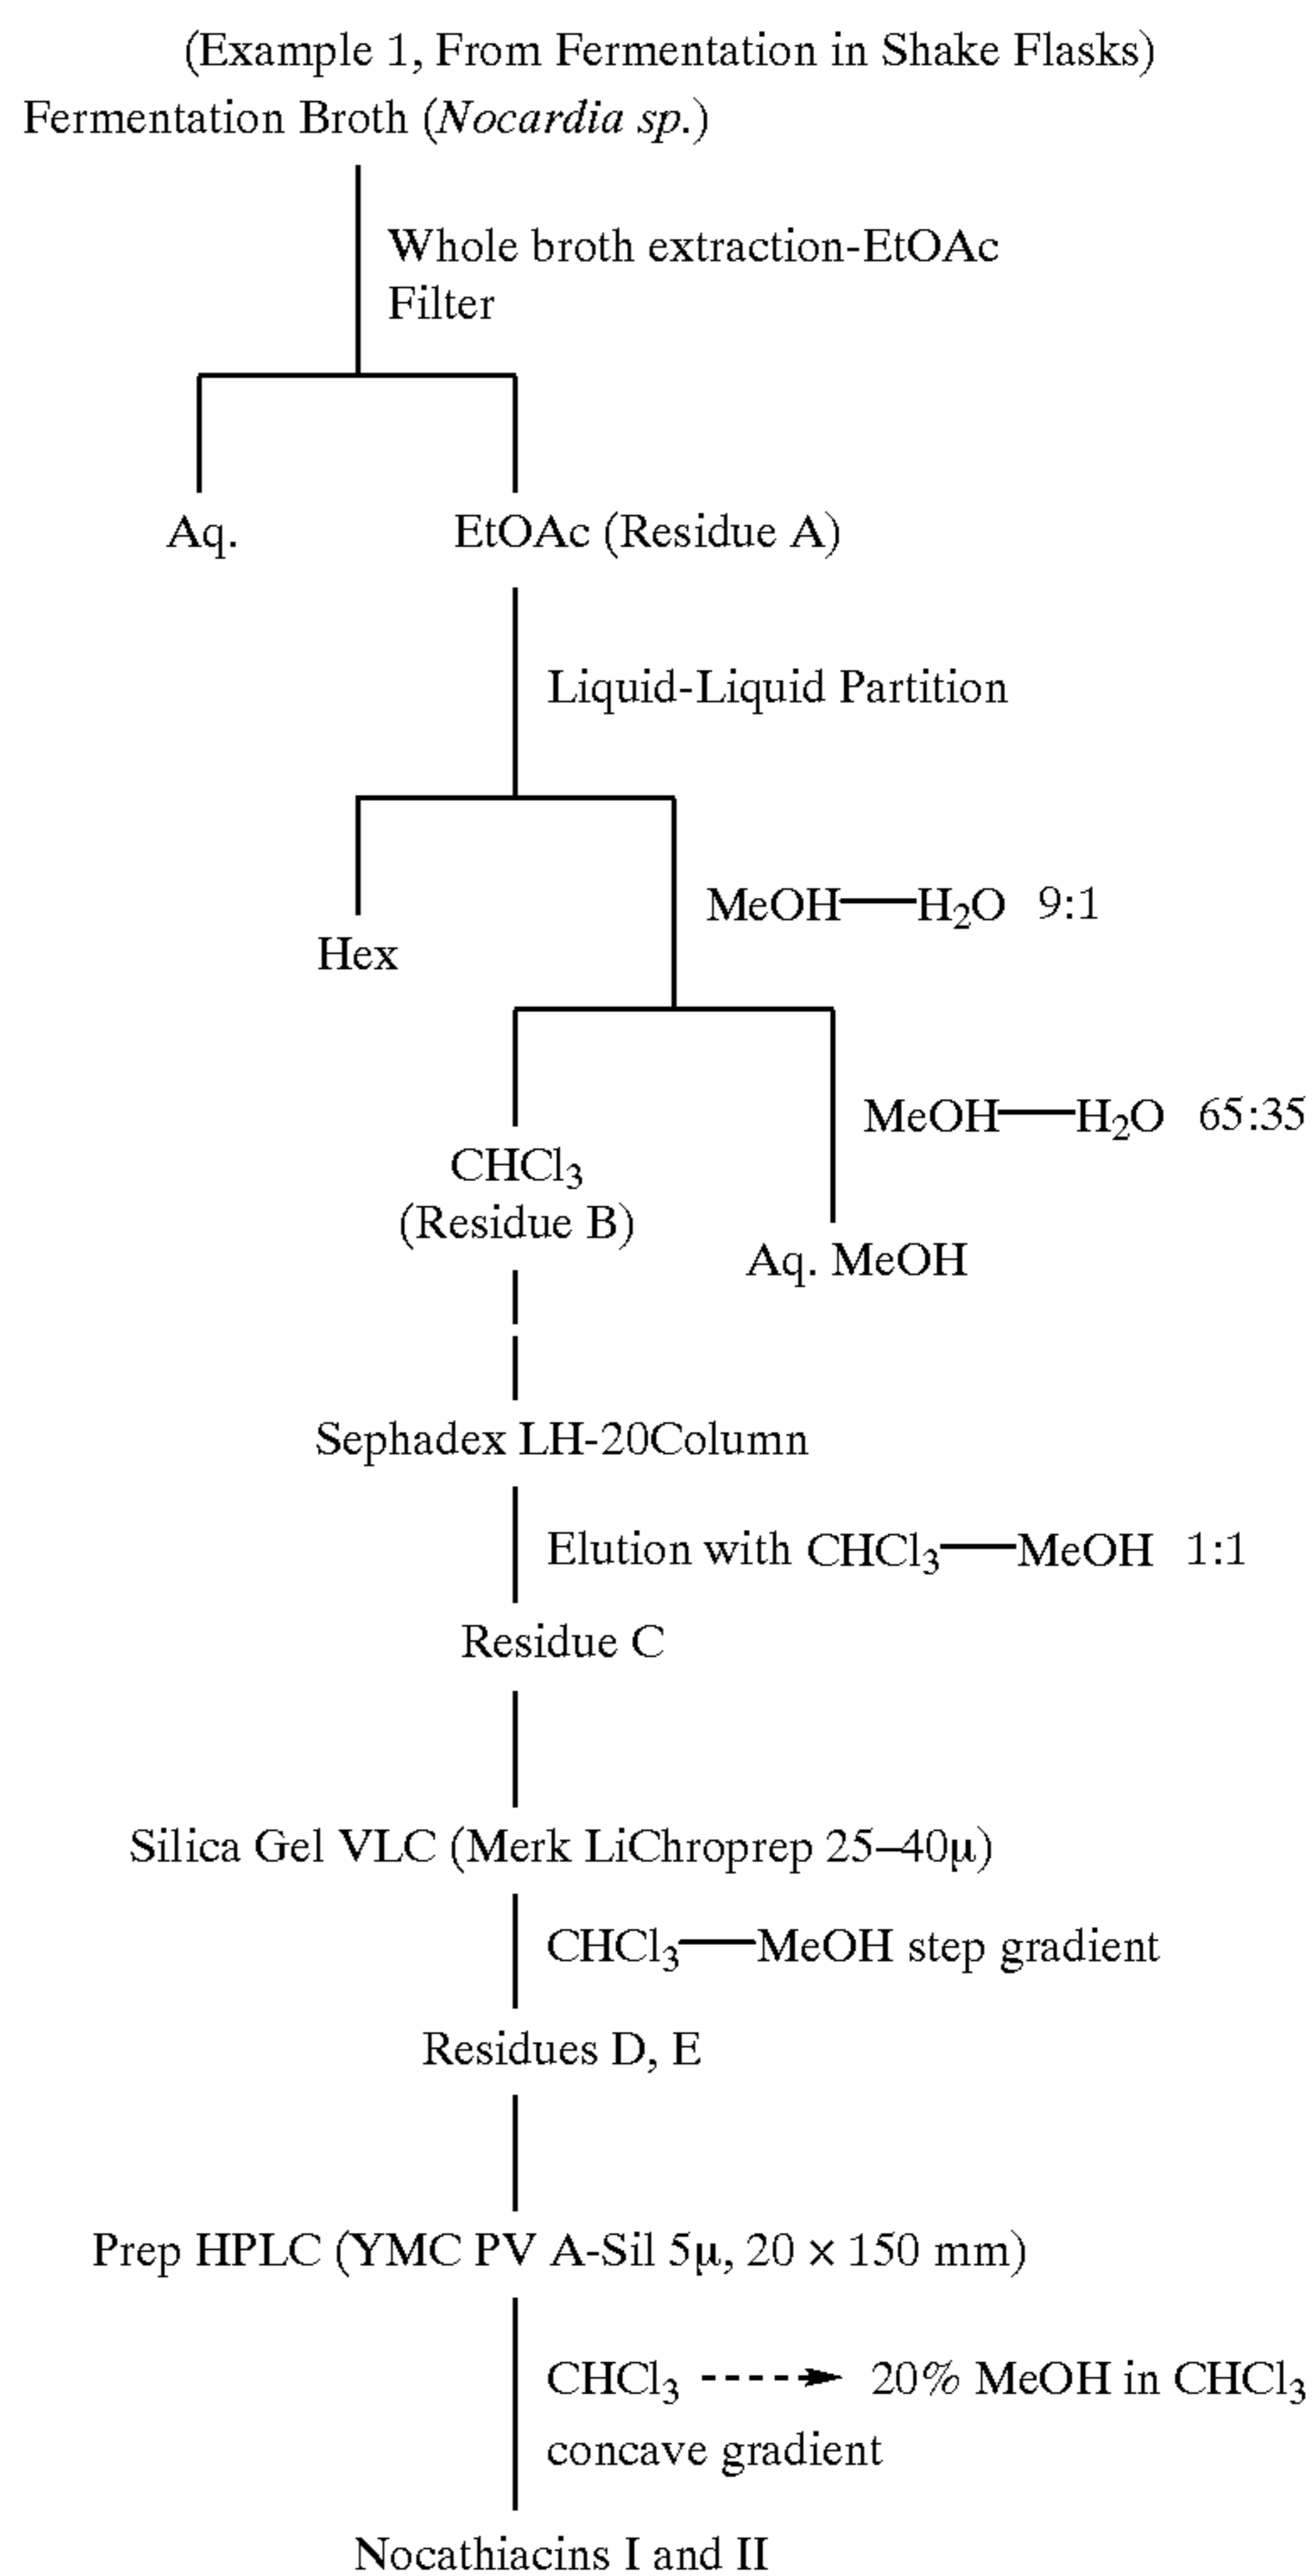 (Example 1, From Fermentation in Shake Flasks)
Fermentation Broth (Nocardia sp.)
Whole broth extraction-EtOAc
Filter
Aq.
EtOAc (Residue A)
Liquid-Liquid Partition
MeOH—H₂O 9:1
Hex
MeOH—H₂O 65:35
CHCl₃
(Residue B)
Aq. MeOH
Sephadex LH-20Column
Elution with CHCl₃—MeOH 1:1
Residue C
Silica Gel VLC (Merk LiChroprep 25–40μ)
CHCl₃—MeOH step gradient
Residues D, E
Prep HPLC (YMC PV A-Sil 5μ, 20 × 150 mm)
CHCl₃ ----► 20% MeOH in CHCl₃
concave gradient
Nocathiacins I and II